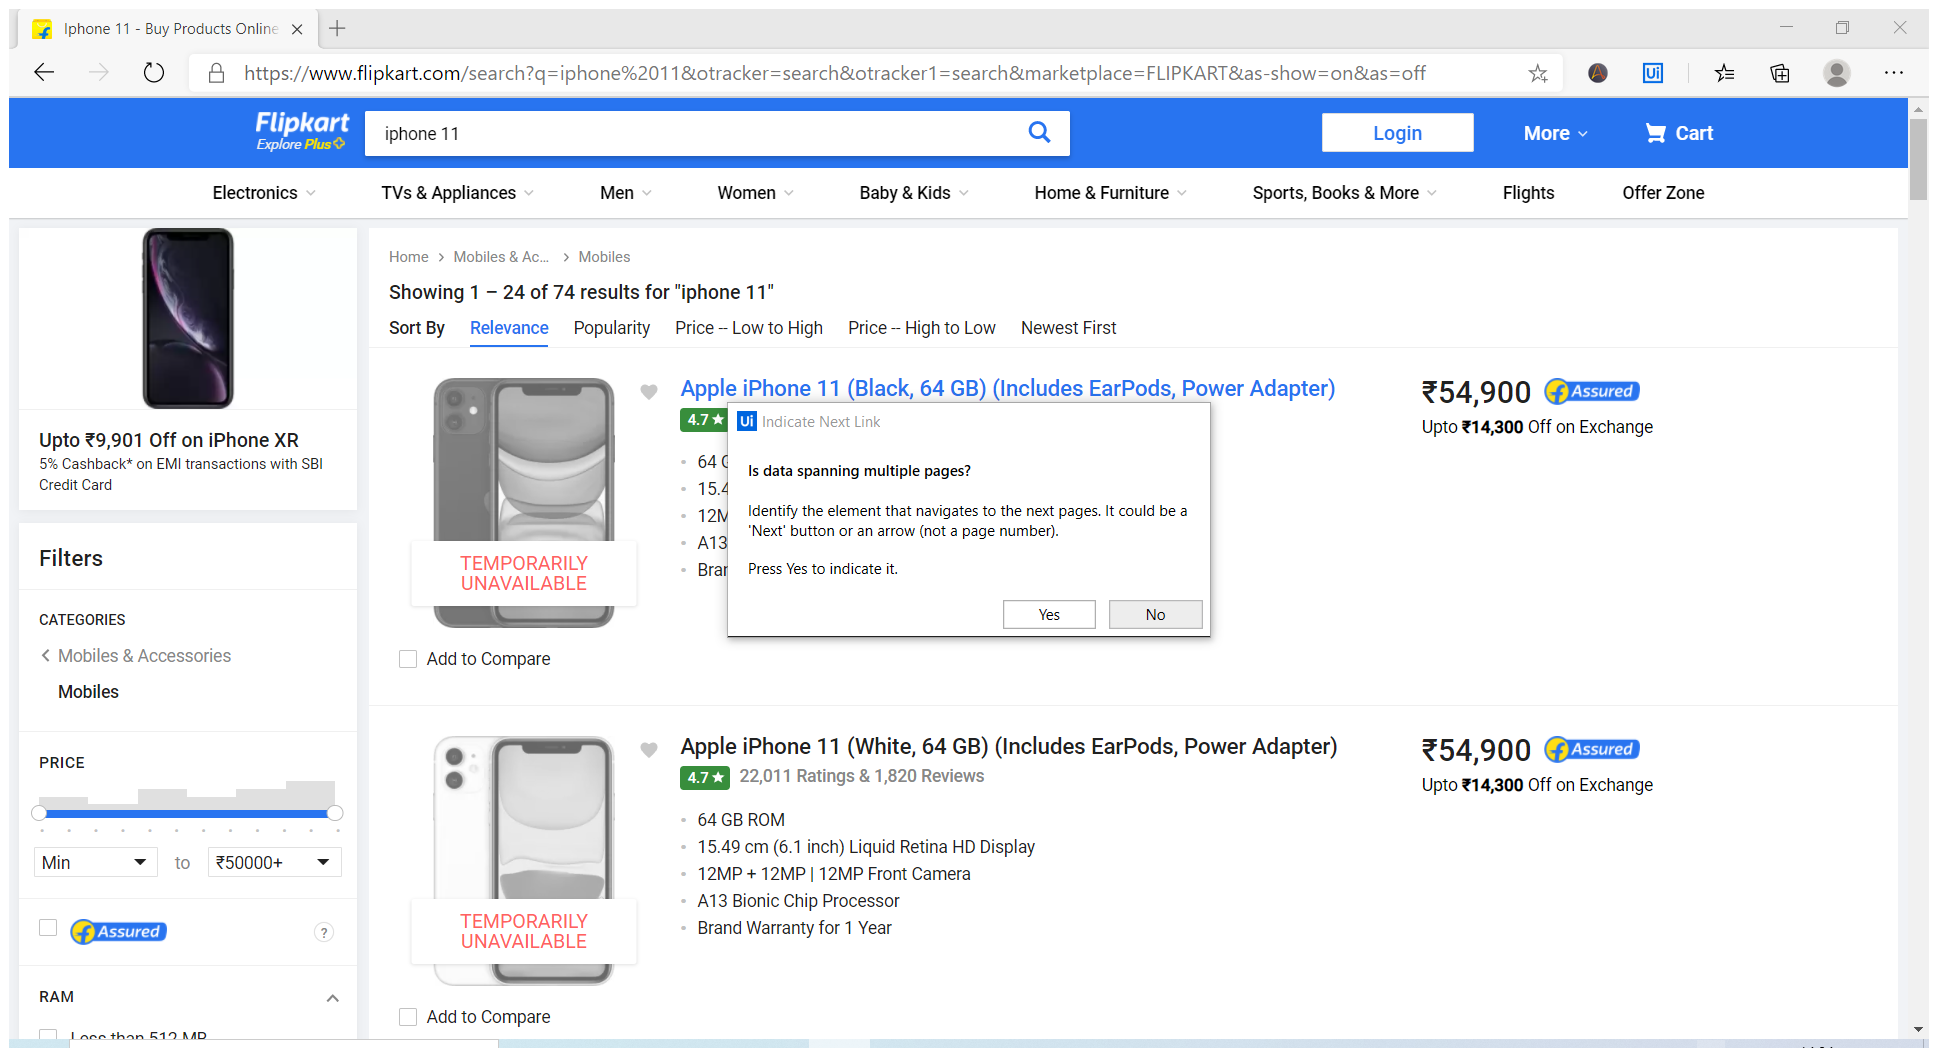 Iphone 11 - Buy Products Online
https://www.flipkart.com/search?q=iphone%2011&otracker=search&otracker1=search&marketplace=FLIPKART&as-show=on&as=off
Ui
Flipkart
Explore Plus
iphone 11
Login
More
Cart
Electronics
TVs & Appliances
Men
Women
Baby & Kids
Home & Furniture
Sports, Books & More
Flights
Offer Zone
Upto ₹9,901 Off on iPhone XR
5% Cashback* on EMI transactions with SBI
Credit Card
Filters
CATEGORIES
Mobiles & Accessories
Mobiles
PRICE
Min
to
₹50000+
Assured
?
RAM
Less than 512 MB
Home
Mobiles & Ac...
Mobiles
Showing 1 – 24 of 74 results for "iphone 11"
Sort By
Relevance
Popularity
Price -- Low to High
Price -- High to Low
Newest First
Apple iPhone 11 (Black, 64 GB) (Includes EarPods, Power Adapter)
4.7★
64 G
15.4
12M
A13
Brar
TEMPORARILY
UNAVAILABLE
Add to Compare
₹54,900
Assured
Upto ₹14,300 Off on Exchange
Ui Indicate Next Link
Is data spanning multiple pages?
Identify the element that navigates to the next pages. It could be a
'Next' button or an arrow (not a page number).
Press Yes to indicate it.
Yes
No
Apple iPhone 11 (White, 64 GB) (Includes EarPods, Power Adapter)
4.7★ 22,011 Ratings & 1,820 Reviews
64 GB ROM
15.49 cm (6.1 inch) Liquid Retina HD Display
12MP + 12MP | 12MP Front Camera
A13 Bionic Chip Processor
Brand Warranty for 1 Year
TEMPORARILY
UNAVAILABLE
Add to Compare
₹54,900
Assured
Upto ₹14,300 Off on Exchange